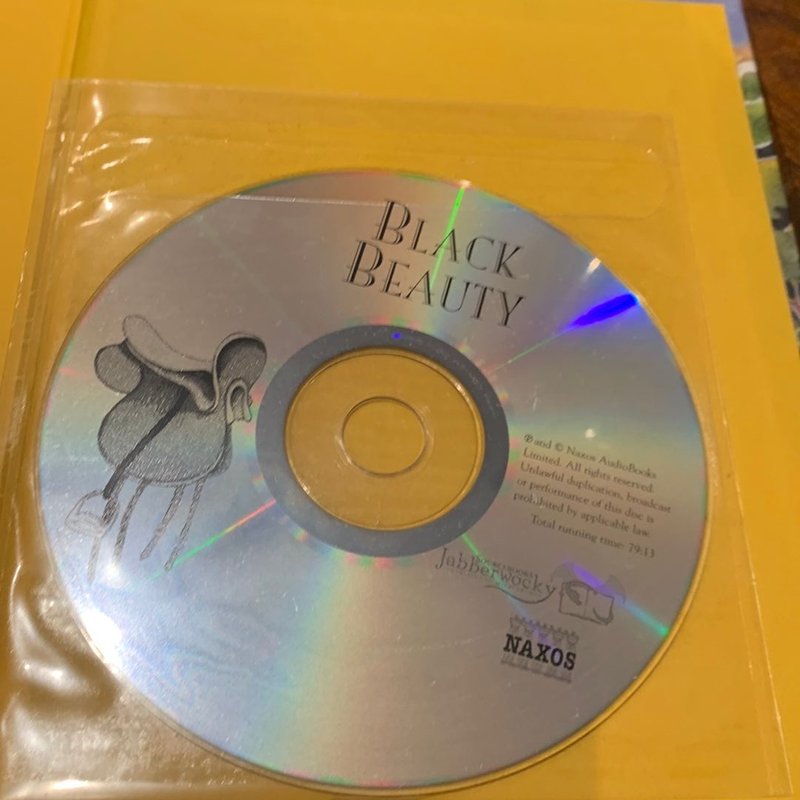 BLACK
BEAUTY
℗ and © Naxos AudioBooks
Limited. All rights reserved.
Unlawful duplication, broadcast
or performance of this disc is
prohibited by applicable law.
Total running time: 79:13
SOURCEBOOKS
Jabberwocky
NAXOS